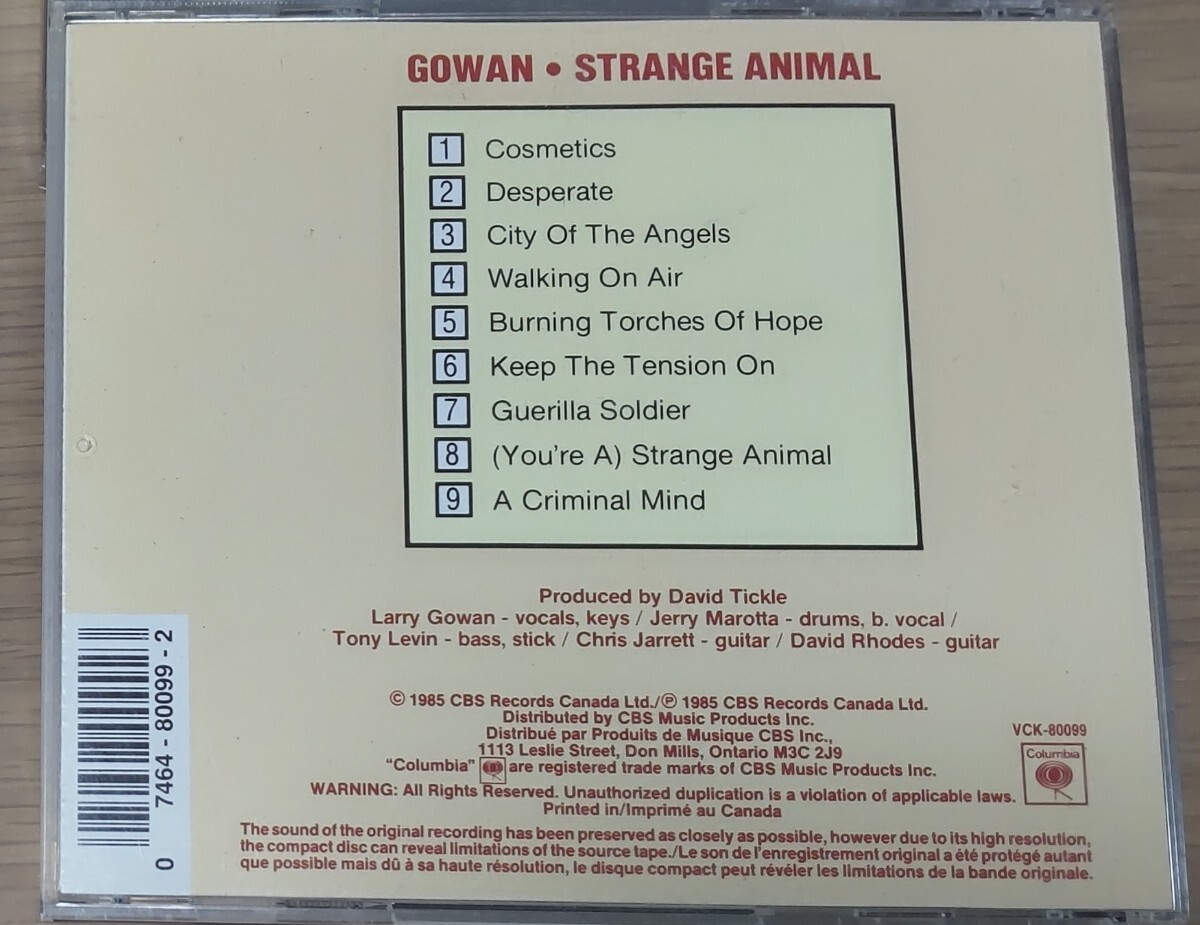 GOWAN • STRANGE ANIMAL
1 Cosmetics
2 Desperate
3 City Of The Angels
4 Walking On Air
5 Burning Torches Of Hope
6 Keep The Tension On
7 Guerilla Soldier
8 (You're A) Strange Animal
9 A Criminal Mind
Produced by David Tickle
Larry Gowan - vocals, keys / Jerry Marotta - drums, b. vocal /
Tony Levin - bass, stick / Chris Jarrett - guitar / David Rhodes - guitar
© 1985 CBS Records Canada Ltd./℗ 1985 CBS Records Canada Ltd.
Distributed by CBS Music Products Inc.
Distribué par Produits de Musique CBS Inc.,
1113 Leslie Street, Don Mills, Ontario M3C 2J9
"Columbia" are registered trade marks of CBS Music Products Inc.
WARNING: All Rights Reserved. Unauthorized duplication is a violation of applicable laws.
Printed in/Imprimé au Canada
VCK-80099
Columbia
The sound of the original recording has been preserved as closely as possible, however due to its high resolution,
the compact disc can reveal limitations of the source tape./Le son de l'enregistrement original a été protégé autant
que possible mais dû à sa haute résolution, le disque compact peut révéler les limitations de la bande originale.
0 7464 - 80099 - 2